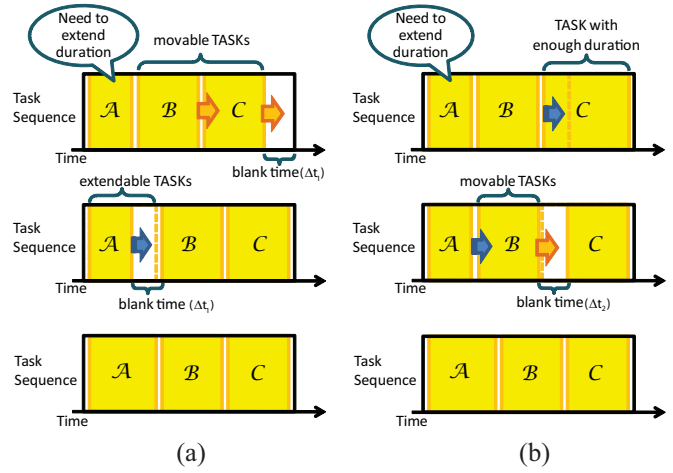 Need to
extend
duration
movable TASKs
Task
Sequence
A
B
C
Time
blank time(Δt₁)
extendable TASKs
Task
Sequence
A
B
C
Time
blank time (Δt₁)
Task
Sequence
A
B
C
Time
(a)
Need to
extend
duration
TASK with
enough duration
Task
Sequence
A
B
C
Time
movable TASKs
Task
Sequence
A
B
C
Time
blank time(Δt₂)
Task
Sequence
A
B
C
Time
(b)